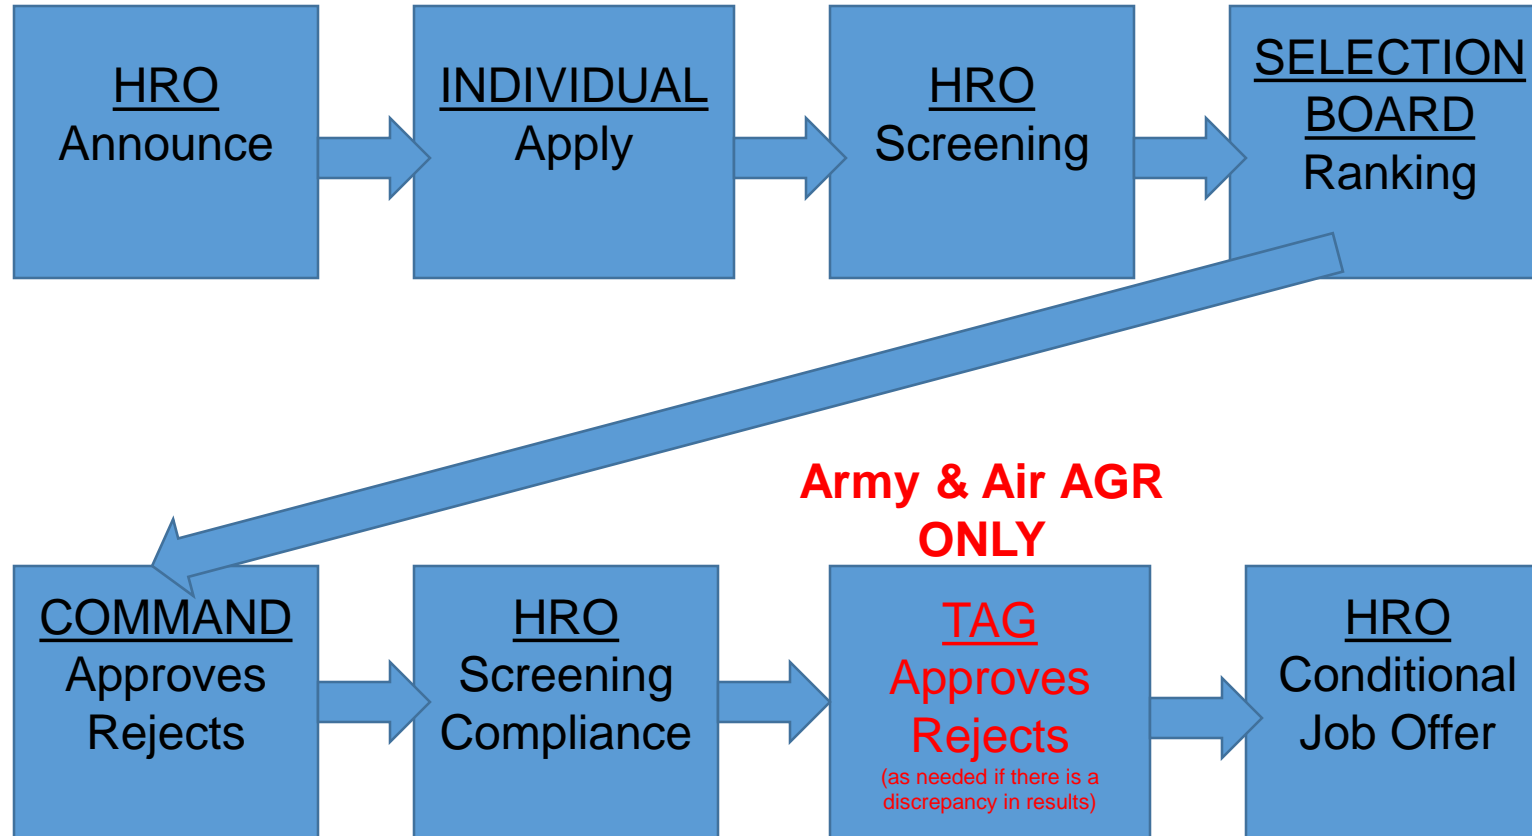 HRO
Announce
INDIVIDUAL
Apply
HRO
Screening
SELECTION
BOARD
Ranking
Army & Air AGR
ONLY
COMMAND
Approves
Rejects
HRO
Screening
Compliance
TAG
Approves
Rejects
(as needed if there is a
discrepancy in results)
HRO
Conditional
Job Offer